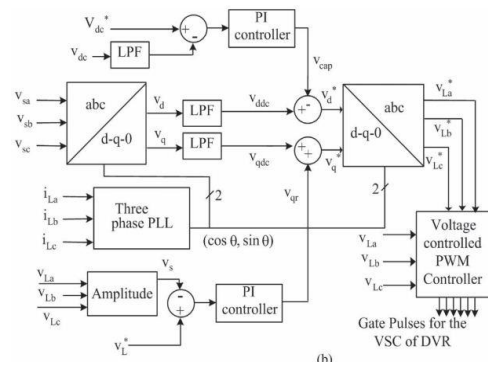 V_dc^*
PI
controller
v_dc
LPF
v_cap
v_sa
v_sb
v_sc
abc
d-q-0
v_d
v_q
LPF
LPF
v_ddc
v_qdc
v_d^*
v_q^*
abc
d-q-0
v_La^*
v_Lb^*
v_Lc^*
2
2
v_qr
i_La
i_Lb
i_Lc
Three
phase PLL
(cos θ, sin θ)
v_La
v_Lb
v_Lc
Voltage
controlled
PWM
Controller
v_La
v_Lb
v_Lc
Amplitude
v_s
PI
controller
v_L^*
Gate Pulses for the
VSC of DVR
(b)